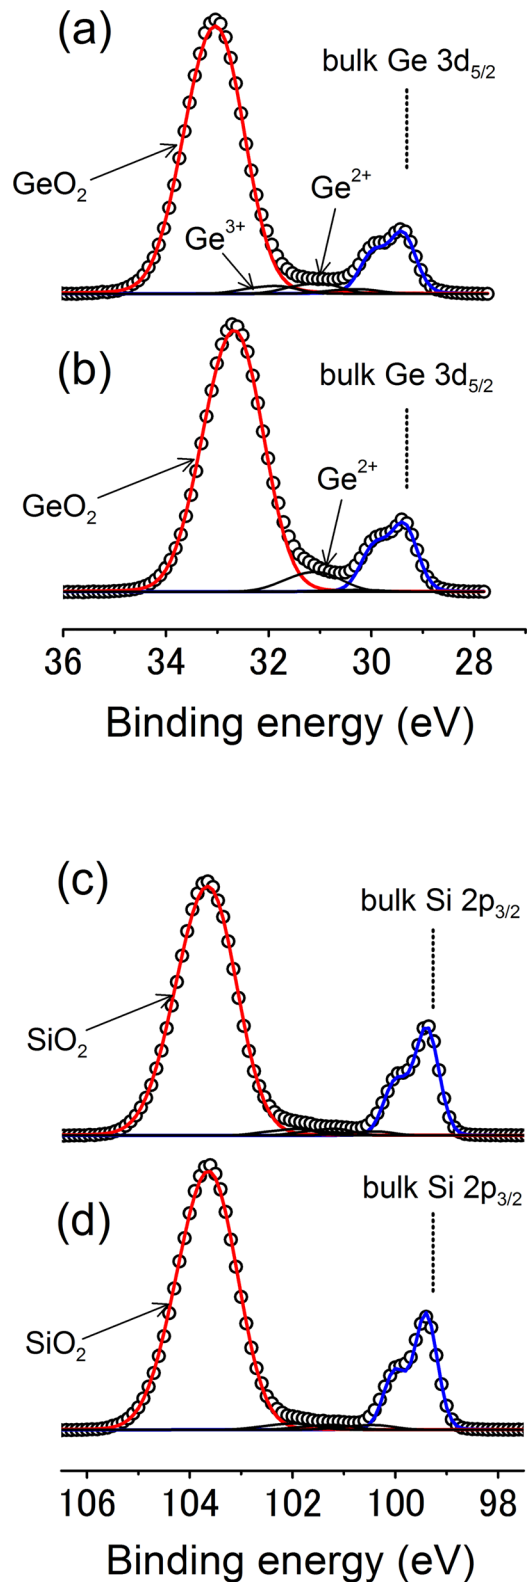 (a)
bulk Ge 3d5/2
GeO2
Ge2+
Ge3+
(b)
bulk Ge 3d5/2
GeO2
Ge2+
36 34 32 30 28
Binding energy (eV)
(c)
bulk Si 2p3/2
SiO2
(d)
bulk Si 2p3/2
SiO2
106 104 102 100 98
Binding energy (eV)